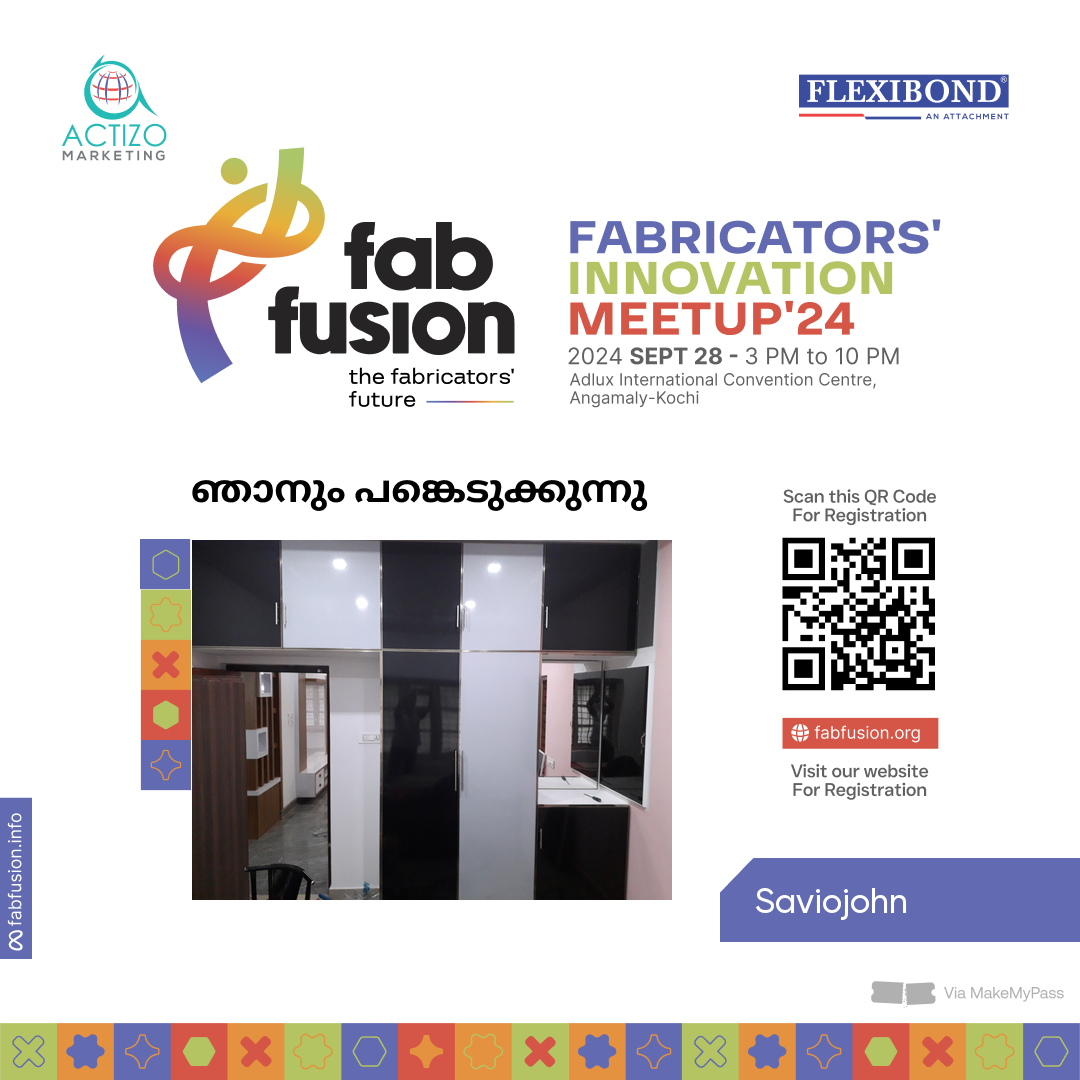 ACTIZO
MARKETING
FLEXIBOND®
AN ATTACHMENT
fab
fusion
the fabricators'
future
FABRICATORS'
INNOVATION
MEETUP'24
2024 SEPT 28 - 3 PM to 10 PM
Adlux International Convention Centre,
Angamaly-Kochi
ഞാനും പങ്കെടുക്കുന്നു
Scan this QR Code
For Registration
fabfusion.org
Visit our website
For Registration
fabfusion.info
Saviojohn
Via MakeMyPass